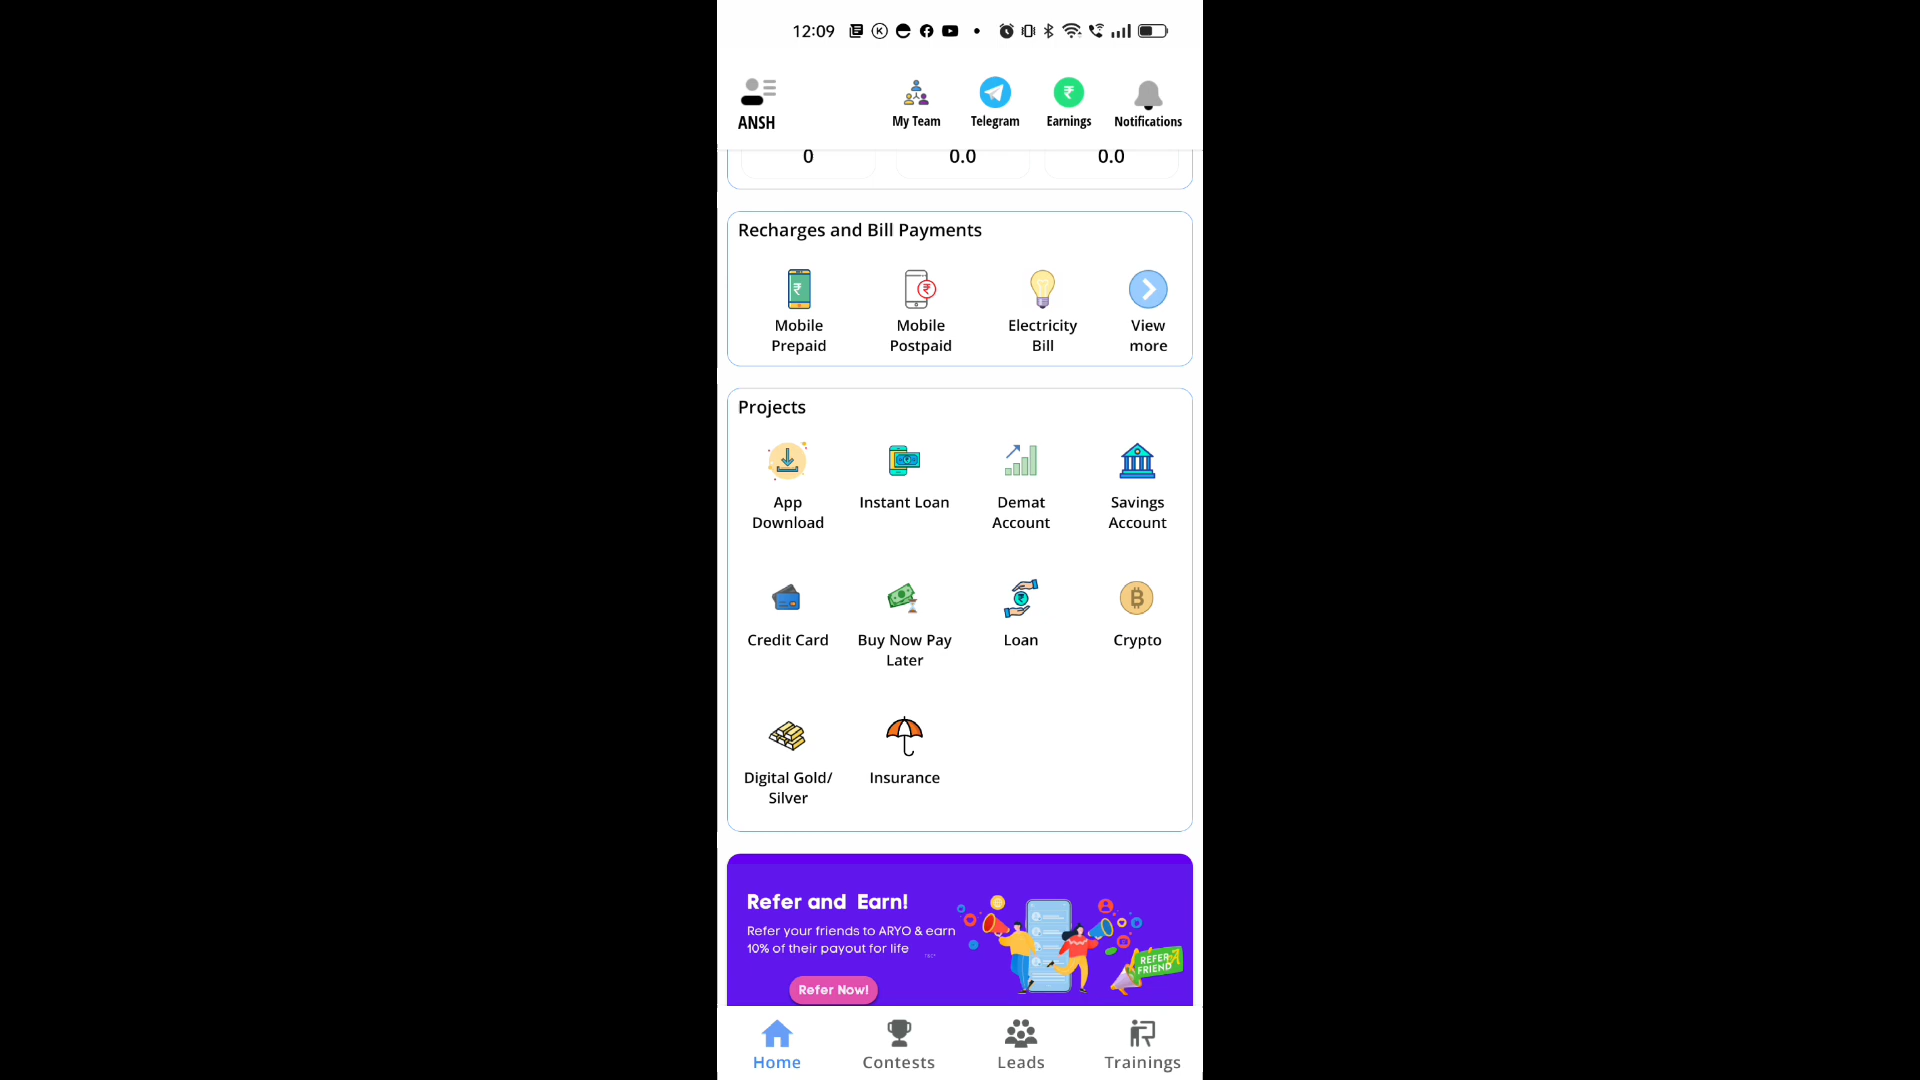 12:09
ANSH
My Team
Telegram
Earnings
Notifications
0
0.0
0.0
Recharges and Bill Payments
Mobile
Prepaid
Mobile
Postpaid
Electricity
Bill
View
more
Projects
App
Download
Instant Loan
Demat
Account
Savings
Account
Credit Card
Buy Now Pay
Later
Loan
Crypto
Digital Gold/
Silver
Insurance
Refer and Earn!
Refer your friends to ARYO & earn
10% of their payout for life
REFER A
FRIEND
Refer Now!
Home
Contests
Leads
Trainings